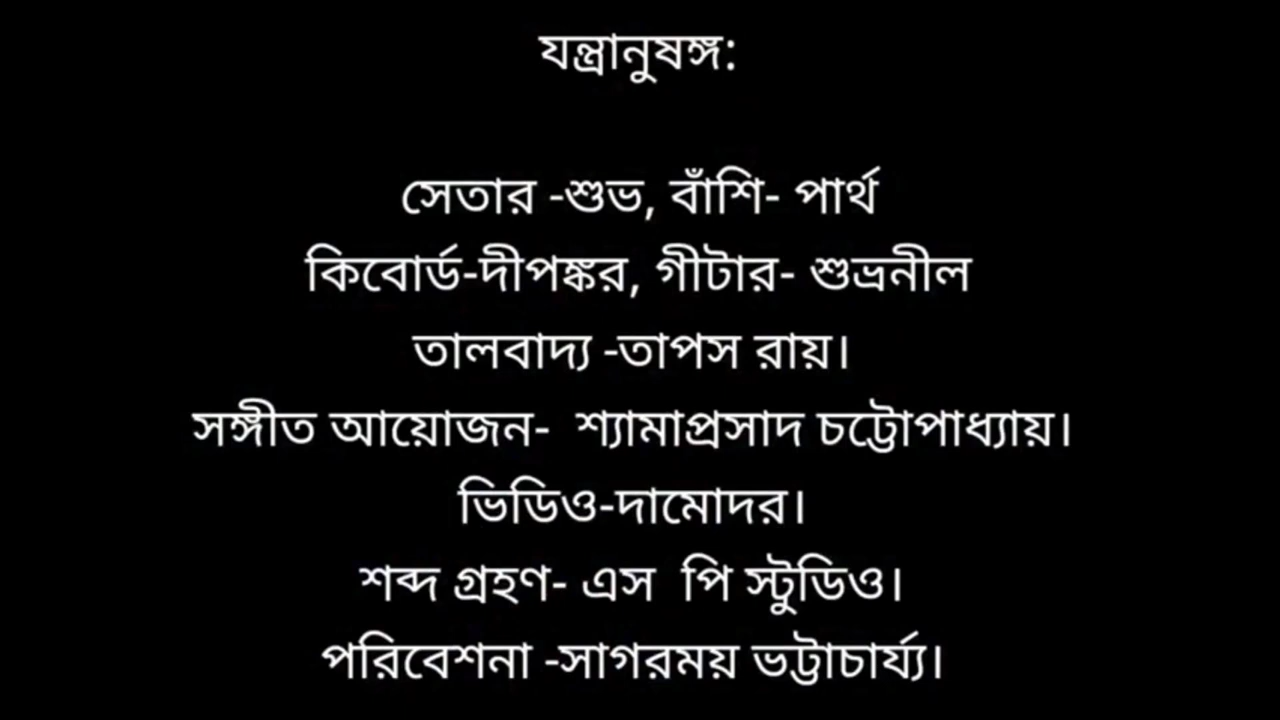 যন্ত্রানুষঙ্গ:
সেতার -শুভ, বাঁশি- পার্থ
কিবোর্ড-দীপঙ্কর, গীটার- শুভ্রনীল
তালবাদ্য -তাপস রায়।
সঙ্গীত আয়োজন-  শ্যামাপ্রসাদ চট্টোপাধ্যায়।
ভিডিও-দামোদর।
শব্দ গ্রহণ- এস  পি স্টুডিও।
পরিবেশনা -সাগরময় ভট্টাচার্য্য।